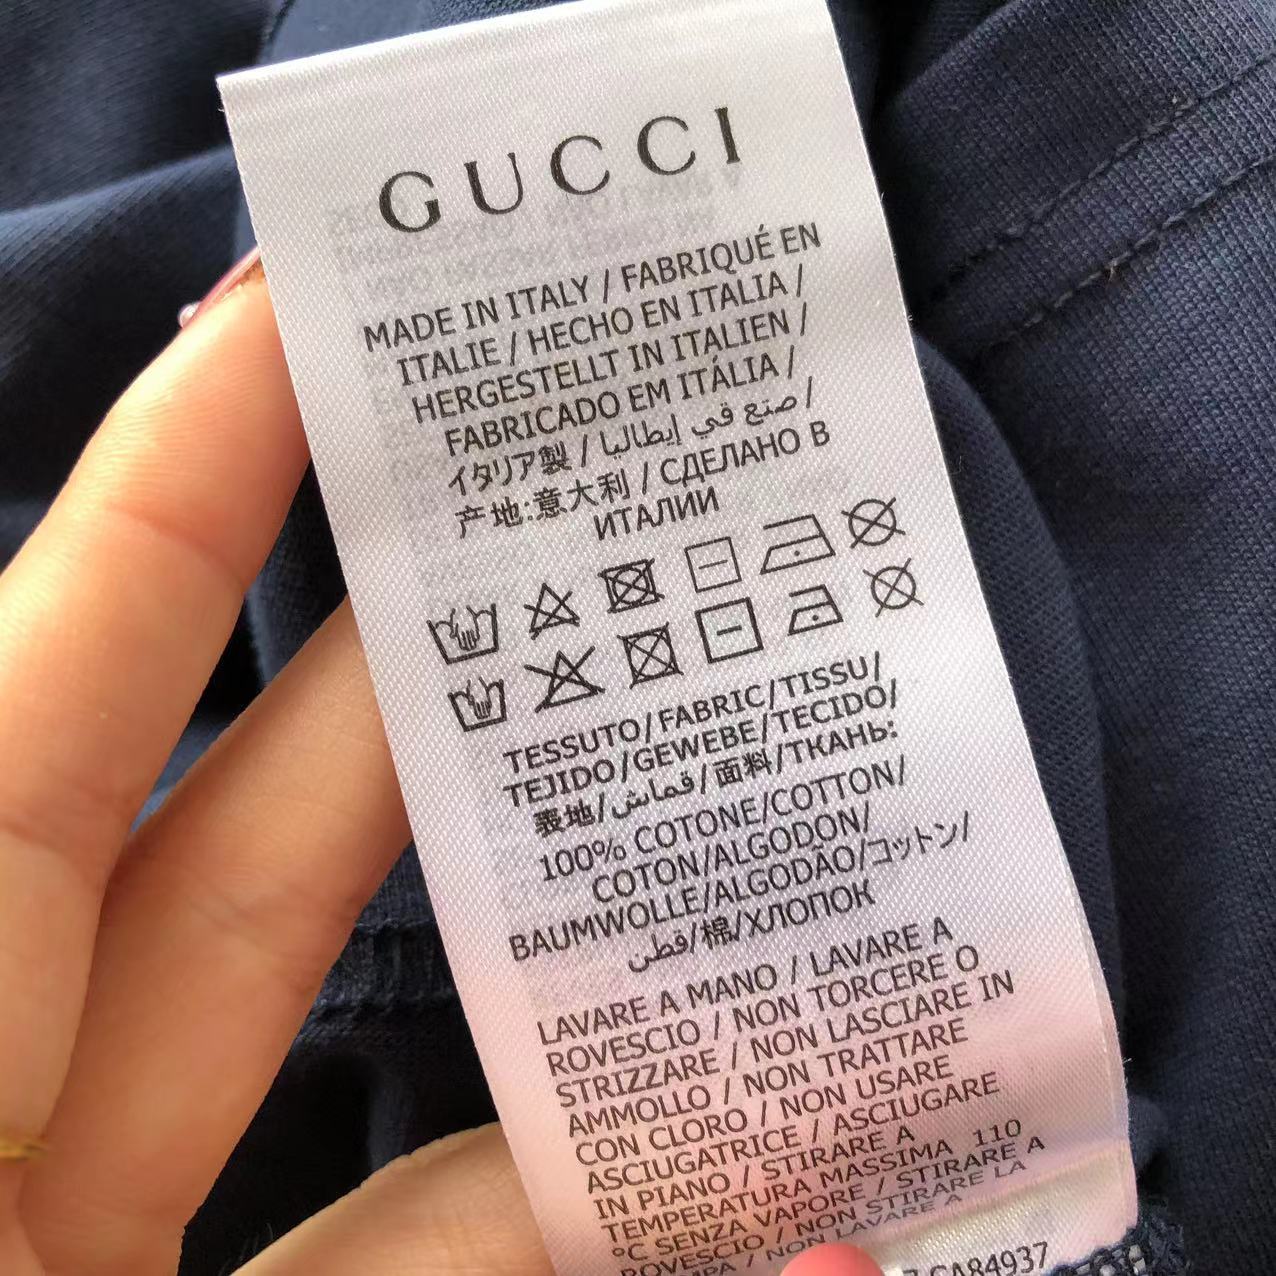 GUCCI
MADE IN ITALY / FABRIQUÉ EN
ITALIE / HECHO EN ITALIA /
HERGESTELLT IN ITALIEN /
FABRICADO EM ITÁLIA /
イタリア製 / صنع في إيطاليا /
产地:意大利 / СДЕЛАНО В
ИТАЛИИ
TESSUTO/FABRIC/TISSU/
TEJIDO/GEWEBE/TECIDO/
表地/قماش/面料/ТКАНЬ:
100% COTONE/COTTON/
COTON/ALGODON/
BAUMWOLLE/ALGODÃO/コットン/
قطن/棉/ХЛОПОК
LAVARE A MANO / LAVARE A
ROVESCIO / NON TORCERE O
STRIZZARE / NON LASCIARE IN
AMMOLLO / NON TRATTARE
CON CLORO / NON USARE
ASCIUGATRICE / ASCIUGARE
IN PIANO / STIRARE A
TEMPERATURA MASSIMA 110
°C SENZA VAPORE / STIRARE A
ROVESCIO / NON STIRARE LA
/ NON LAVARE A
CA84937